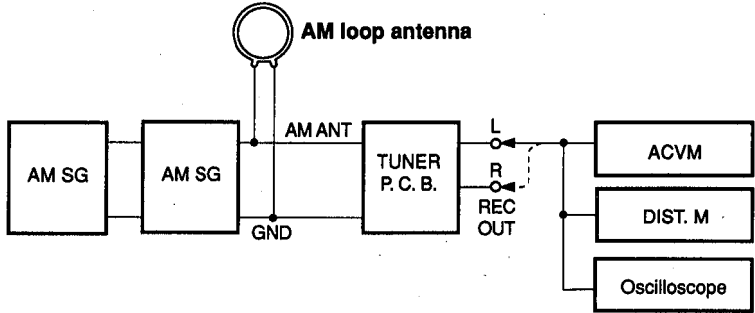 AM loop antenna
AM SG
AM SG
AM ANT
GND
TUNER
P. C. B.
L
R
REC
OUT
ACVM
DIST. M
Oscilloscope